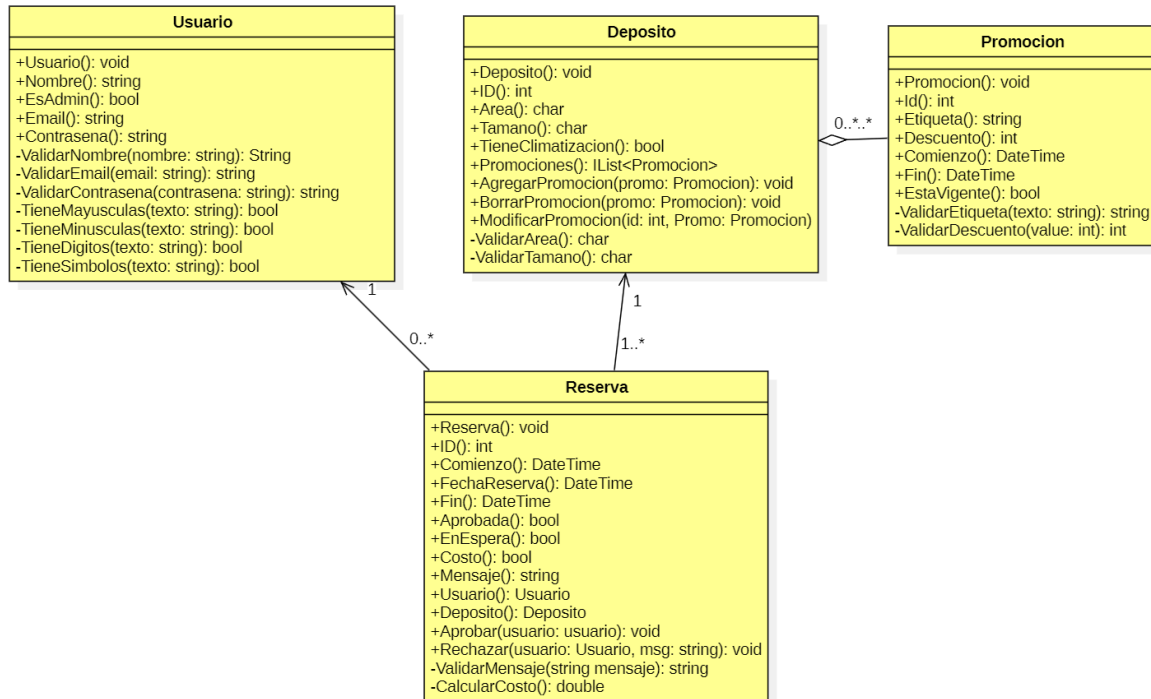 Usuario
+Usuario(): void
+Nombre(): string
+EsAdmin(): bool
+Email(): string
+Contrasena(): string
-ValidarNombre(nombre: string): String
-ValidarEmail(email: string): string
-ValidarContrasena(contrasena: string): string
-TieneMayusculas(texto: string): bool
-TieneMinusculas(texto: string): bool
-TieneDigitos(texto: string): bool
-TieneSimbolos(texto: string): bool
Deposito
+Deposito(): void
+ID(): int
+Area(): char
+Tamano(): char
+TieneClimatizacion(): bool
+Promociones(): IList<Promocion>
+AgregarPromocion(promo: Promocion): void
+BorrarPromocion(promo: Promocion): void
+ModificarPromocion(id: int, Promo: Promocion)
-ValidarArea(): char
-ValidarTamano(): char
0..*..*
Promocion
+Promocion(): void
+Id(): int
+Etiqueta(): string
+Descuento(): int
+Comienzo(): DateTime
+Fin(): DateTime
+EstaVigente(): bool
-ValidarEtiqueta(texto: string): string
-ValidarDescuento(value: int): int
1
0..*
1
1..*
Reserva
+Reserva(): void
+ID(): int
+Comienzo(): DateTime
+FechaReserva(): DateTime
+Fin(): DateTime
+Aprobada(): bool
+EnEspera(): bool
+Costo(): bool
+Mensaje(): string
+Usuario(): Usuario
+Deposito(): Deposito
+Aprobar(usuario: usuario): void
+Rechazar(usuario: Usuario, msg: string): void
-ValidarMensaje(string mensaje): string
-CalcularCosto(): double